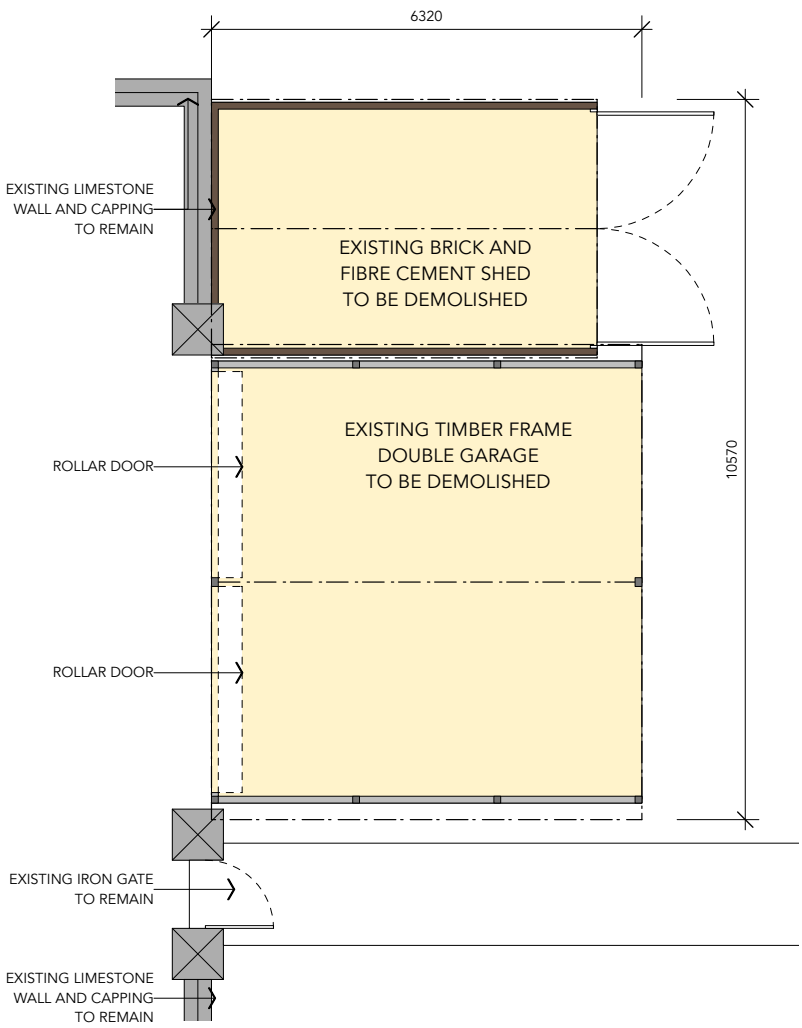 6320
EXISTING LIMESTONE
WALL AND CAPPING
TO REMAIN
EXISTING BRICK AND
FIBRE CEMENT SHED
TO BE DEMOLISHED
EXISTING TIMBER FRAME
DOUBLE GARAGE
TO BE DEMOLISHED
ROLLAR DOOR
10570
ROLLAR DOOR
EXISTING IRON GATE
TO REMAIN
EXISTING LIMESTONE
WALL AND CAPPING
TO REMAIN